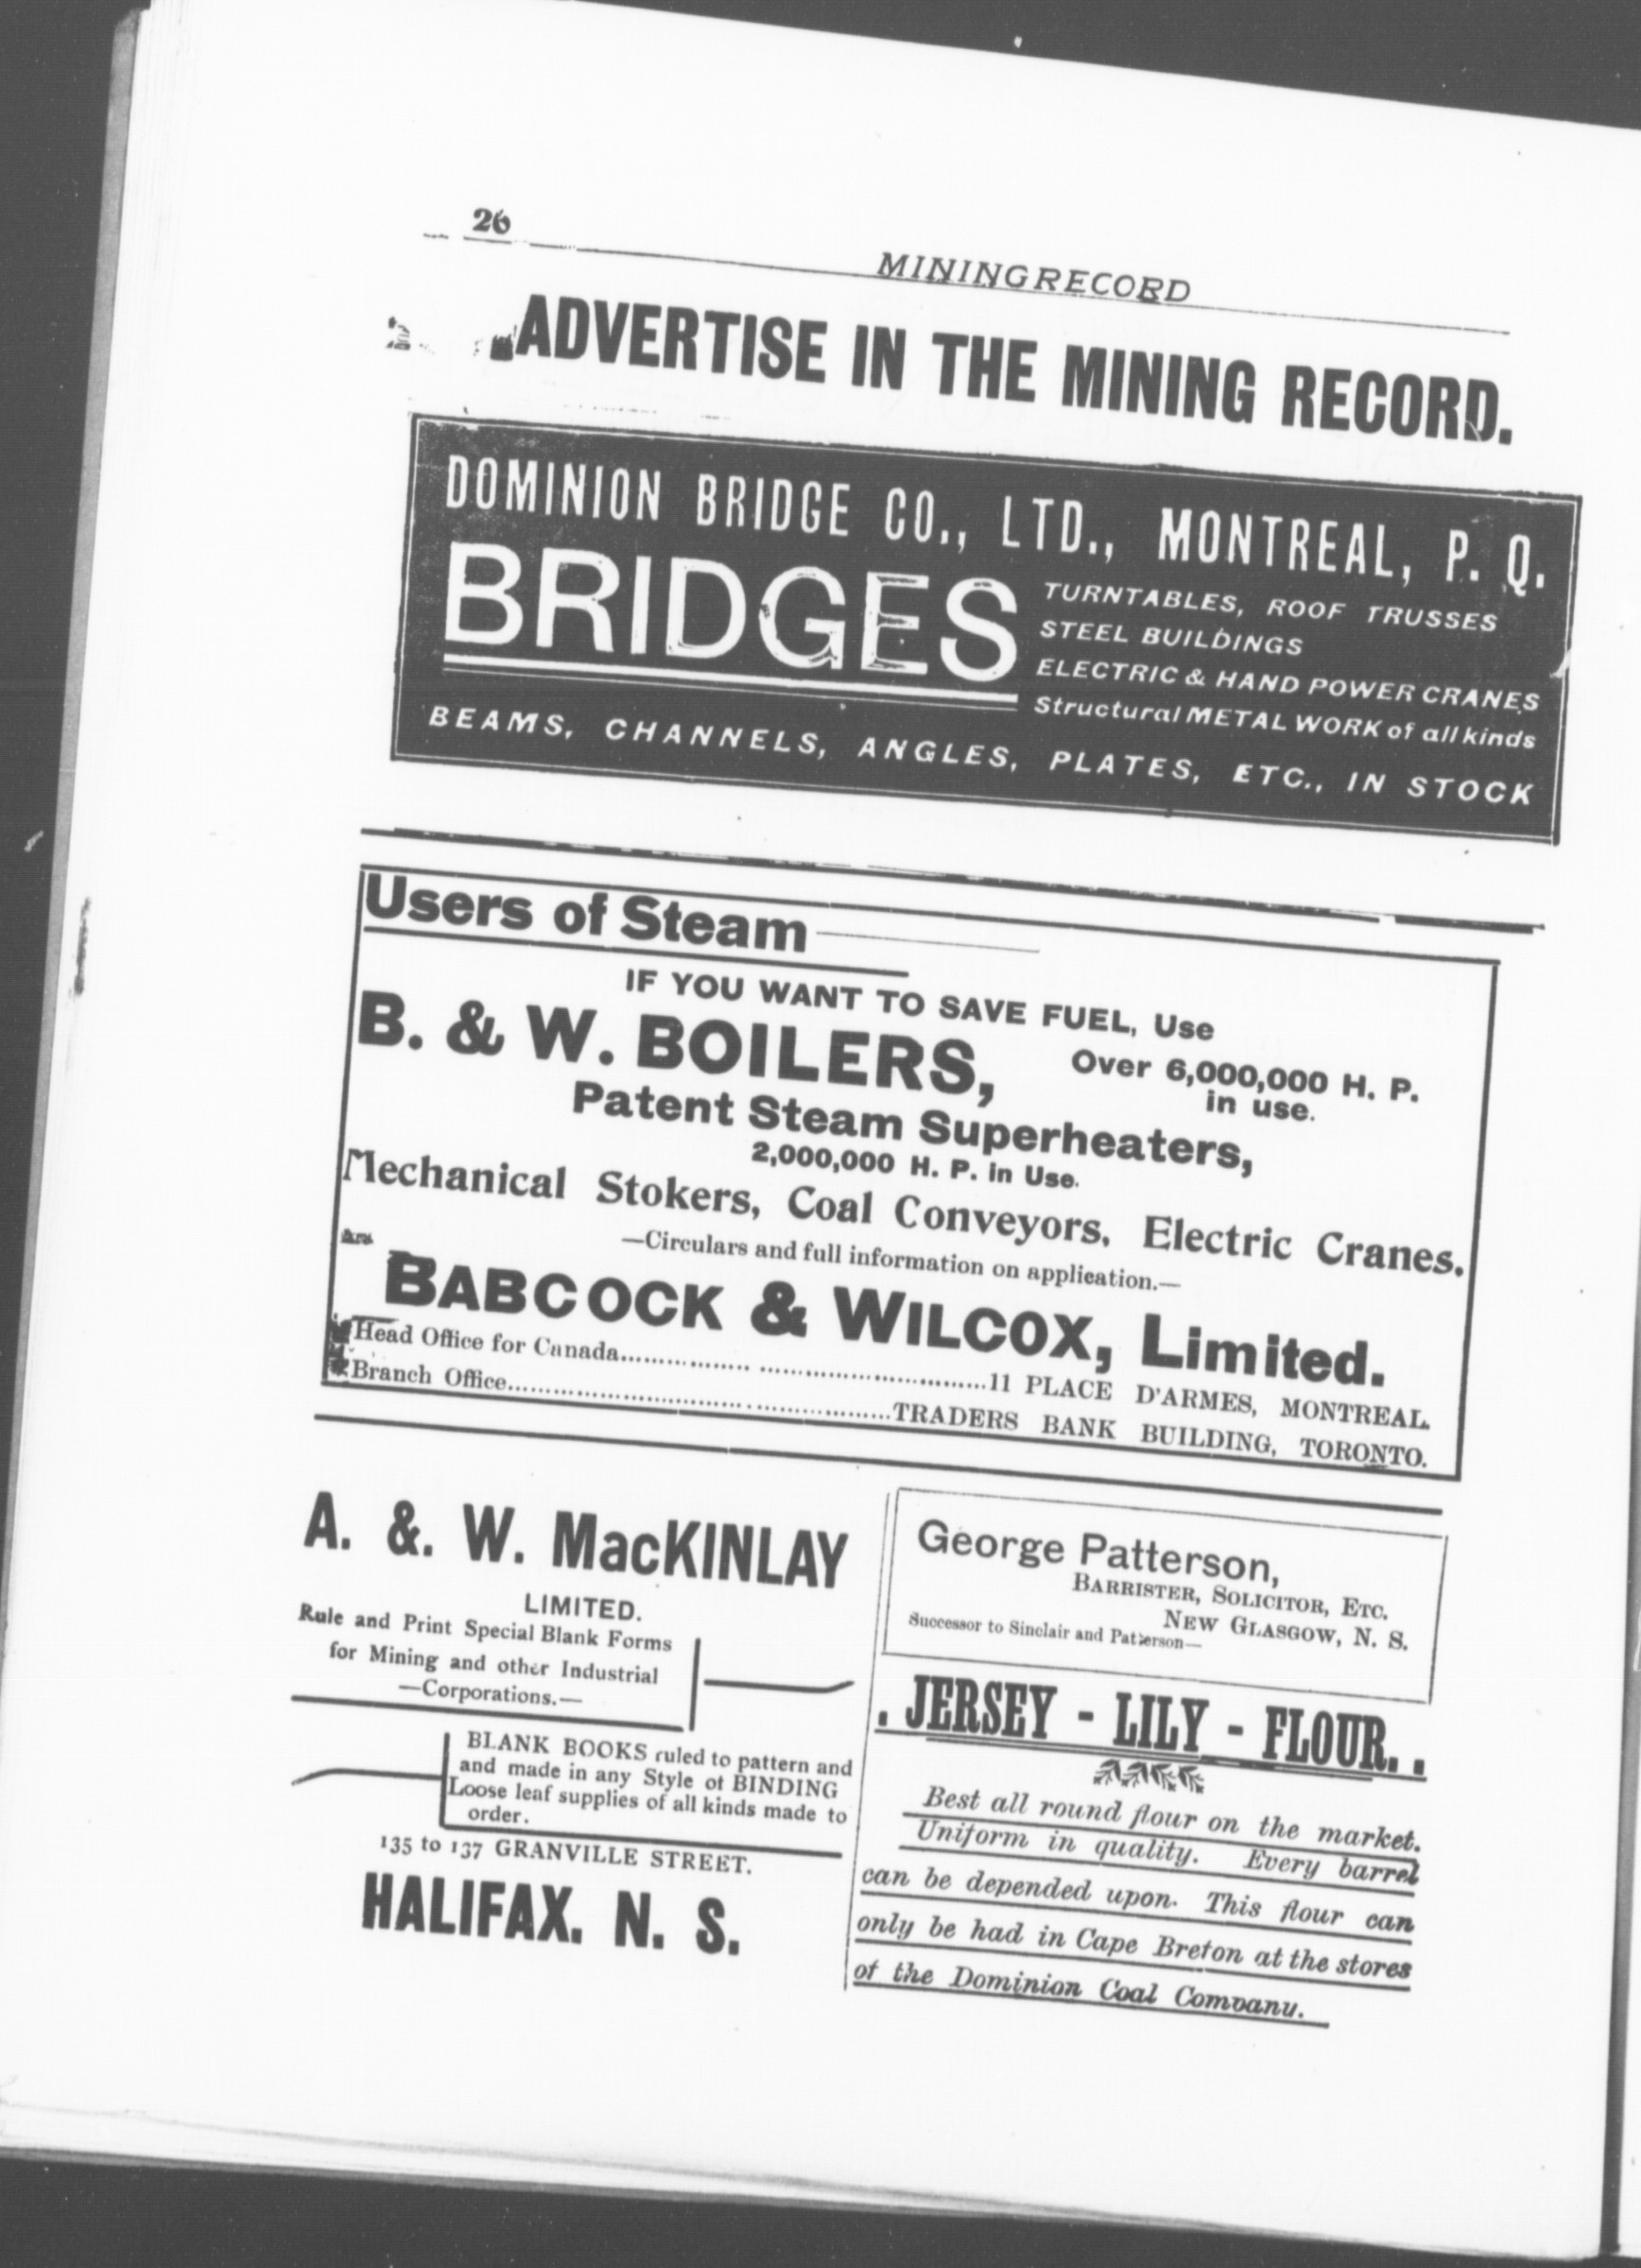 26
MINING RECORD
ADVERTISE IN THE MINING RECORD.
DOMINION BRIDGE CO., LTD., MONTREAL, P. Q.
BRIDGES
TURNTABLES, ROOF TRUSSES
STEEL BUILDINGS
ELECTRIC & HAND POWER CRANES
Structural METAL WORK of all kinds
BEAMS, CHANNELS, ANGLES, PLATES, ETC., IN STOCK
Users of Steam
IF YOU WANT TO SAVE FUEL, Use
B. & W. BOILERS,
Over 6,000,000 H. P.
in use.
Patent Steam Superheaters,
2,000,000 H. P. in Use.
Mechanical Stokers, Coal Conveyors, Electric Cranes.
—Circulars and full information on application.—
BABCOCK & WILCOX, Limited.
Head Office for Canada.................. ................................11 PLACE D'ARMES, MONTREAL.
Branch Office................................................TRADERS BANK BUILDING, TORONTO.
A. &. W. MacKINLAY
LIMITED.
Rule and Print Special Blank Forms
for Mining and other Industrial
—Corporations.—
BLANK BOOKS ruled to pattern and
and made in any Style of BINDING
Loose leaf supplies of all kinds made to
order.
135 to 137 GRANVILLE STREET.
HALIFAX. N. S.
George Patterson,
BARRISTER, SOLICITOR, ETC.
NEW GLASGOW, N. S.
Successor to Sinclair and Patterson—
. JERSEY - LILY - FLOUR. .
Best all round flour on the market.
Uniform in quality. Every barrel
can be depended upon. This flour can
only be had in Cape Breton at the stores
of the Dominion Coal Company.